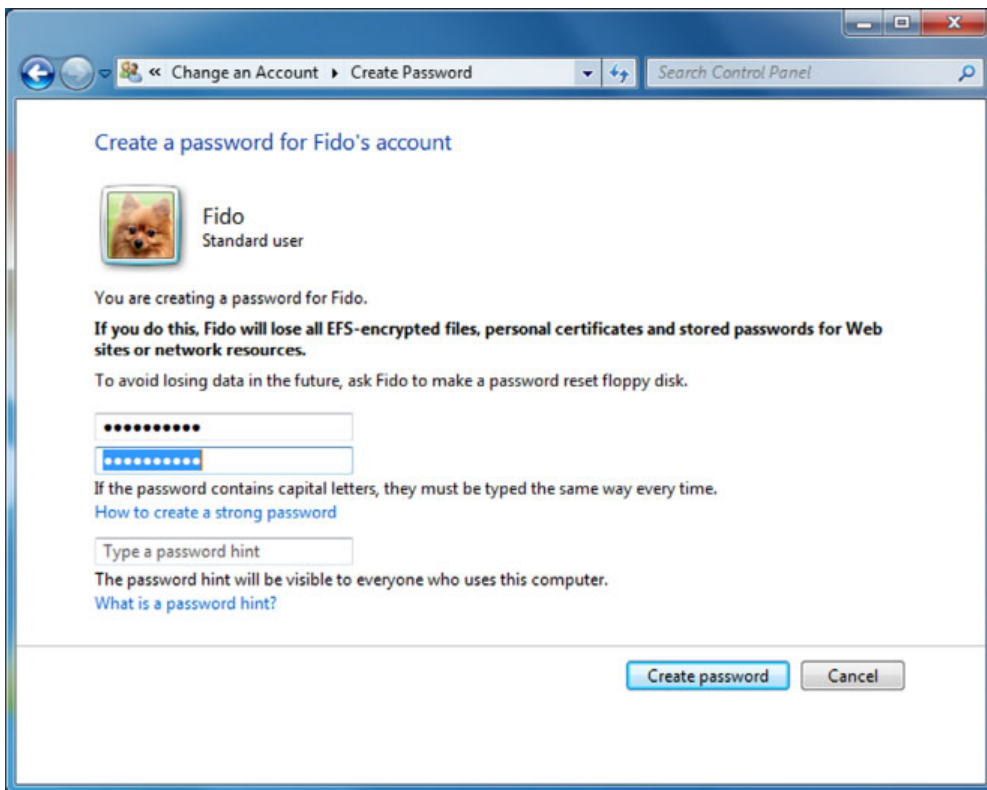 « Change an Account ▸ Create Password
Search Control Panel
Create a password for Fido's account
Fido
Standard user
You are creating a password for Fido.
If you do this, Fido will lose all EFS-encrypted files, personal certificates and stored passwords for Web
sites or network resources.
To avoid losing data in the future, ask Fido to make a password reset floppy disk.
●●●●●●●●●●
●●●●●●●●●●
If the password contains capital letters, they must be typed the same way every time.
How to create a strong password
Type a password hint
The password hint will be visible to everyone who uses this computer.
What is a password hint?
Create password
Cancel